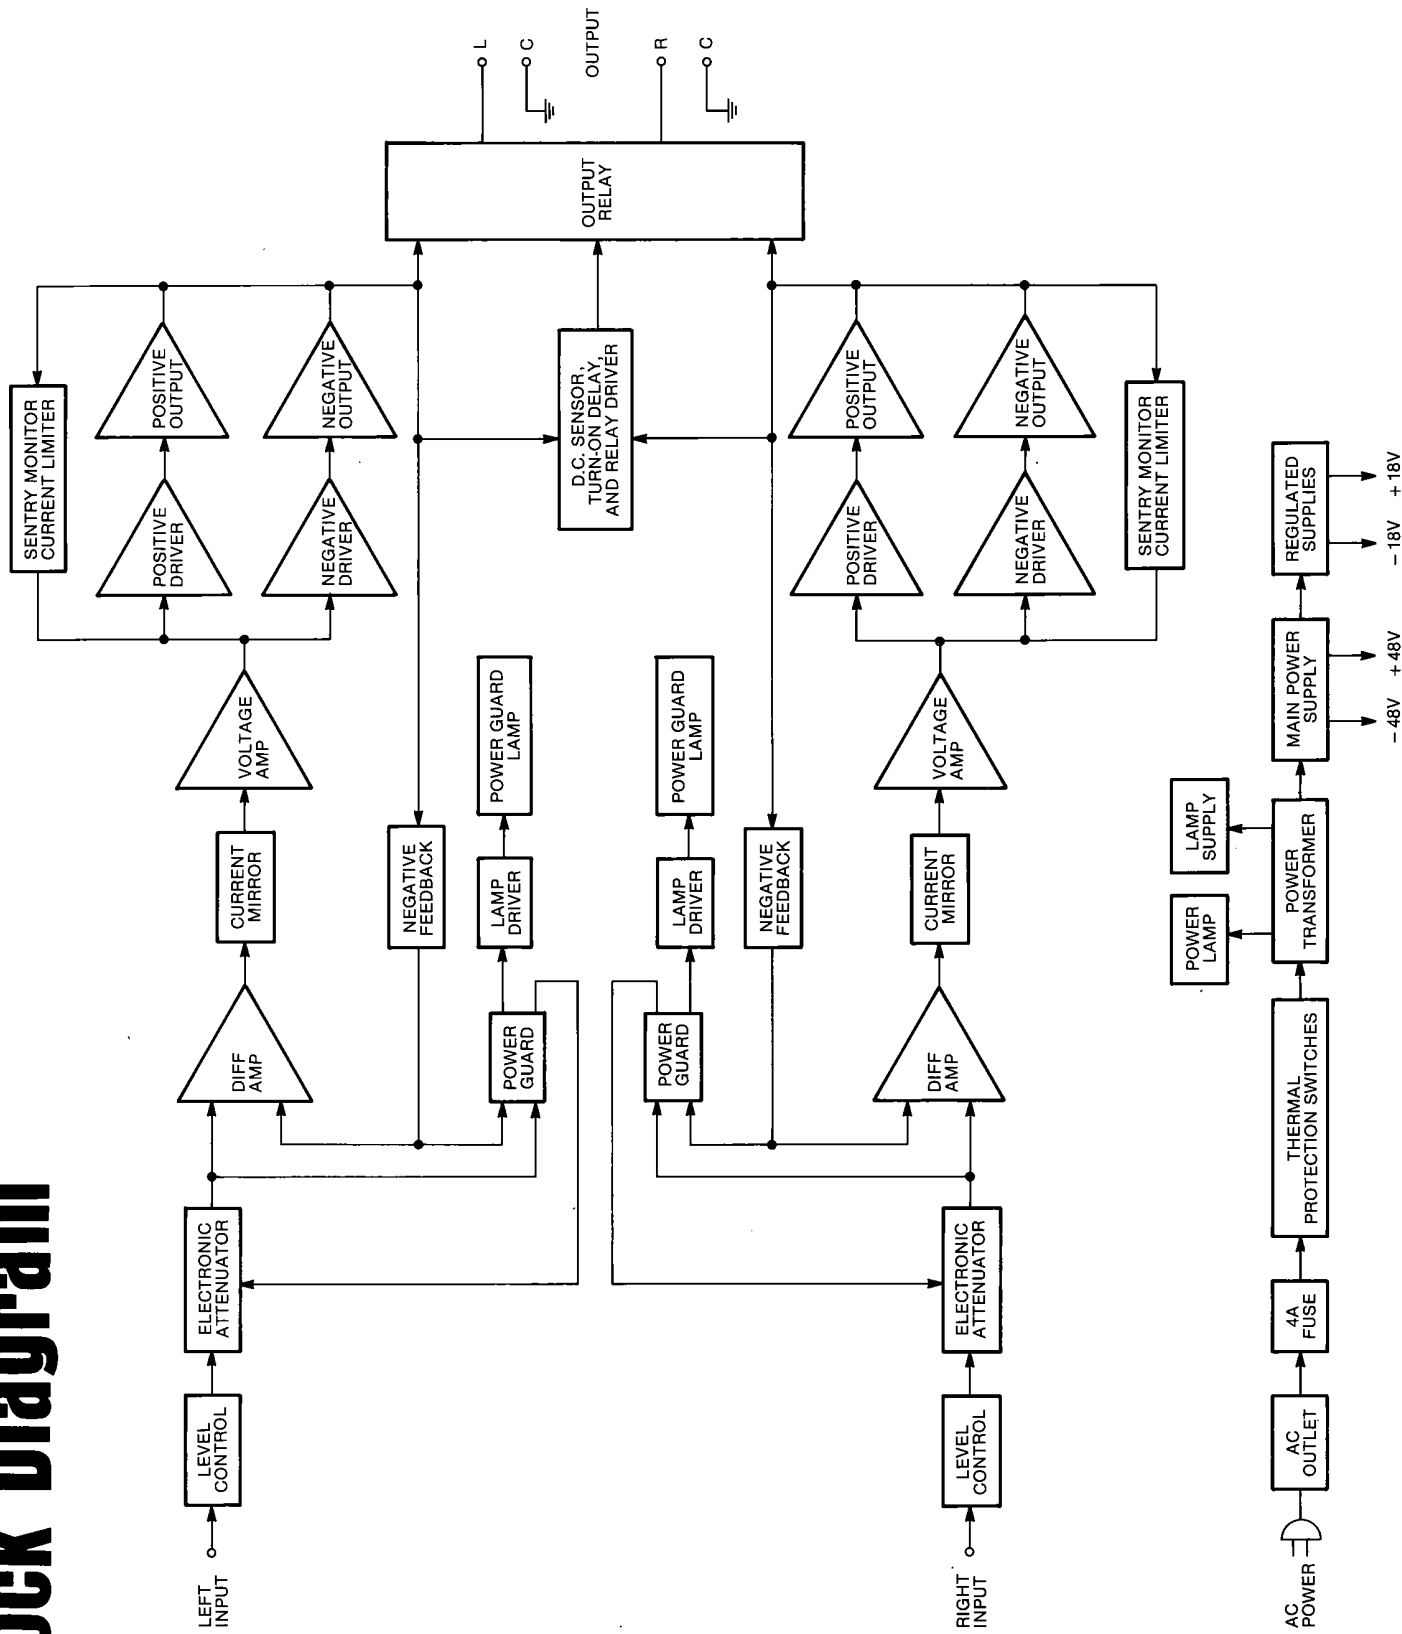 Diagram
LEFT
INPUT
LEVEL
CONTROL
ELECTRONIC
ATTENUATOR
DIFF
AMP
CURRENT
MIRROR
VOLTAGE
AMP
POSITIVE
DRIVER
POSITIVE
OUTPUT
NEGATIVE
DRIVER
NEGATIVE
OUTPUT
SENTRY MONITOR
CURRENT LIMITER
NEGATIVE
FEEDBACK
POWER
GUARD
LAMP
DRIVER
POWER GUARD
LAMP
D.C. SENSOR,
TURN-ON DELAY,
AND RELAY DRIVER
OUTPUT
RELAY
L
C
OUTPUT
R
C
POWER
GUARD
LAMP
DRIVER
POWER GUARD
LAMP
NEGATIVE
FEEDBACK
RIGHT
INPUT
LEVEL
CONTROL
ELECTRONIC
ATTENUATOR
DIFF
AMP
CURRENT
MIRROR
VOLTAGE
AMP
POSITIVE
DRIVER
POSITIVE
OUTPUT
NEGATIVE
DRIVER
NEGATIVE
OUTPUT
SENTRY MONITOR
CURRENT LIMITER
AC
POWER
AC
OUTLET
4A
FUSE
THERMAL
PROTECTION SWITCHES
POWER
TRANSFORMER
POWER
LAMP
LAMP
SUPPLY
MAIN POWER
SUPPLY
REGULATED
SUPPLIES
- 48V + 48V - 18V + 18V